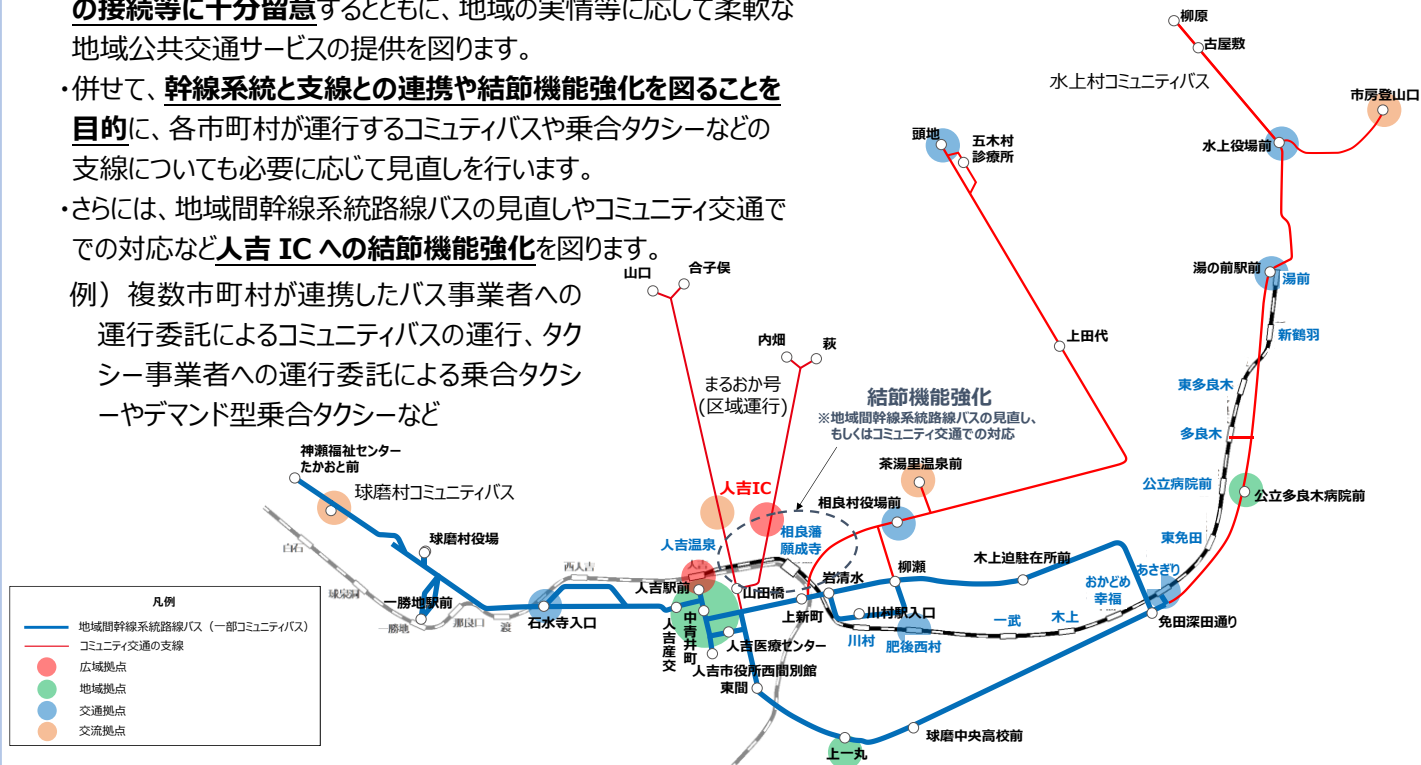 の接続等に十分留意するとともに、地域の実情等に応じて柔軟な
地域公共交通サービスの提供を図ります。
・併せて、幹線系統と支線との連携や結節機能強化を図ることを
目的に、各市町村が運行するコミュティバスや乗合タクシーなどの
支線についても必要に応じて見直しを行います。
・さらには、地域間幹線系統路線バスの見直しやコミュニティ交通で
での対応など人吉 IC への結節機能強化を図ります。
例）複数市町村が連携したバス事業者への
運行委託によるコミュニティバスの運行、タク
シー事業者への運行委託による乗合タクシ
ーやデマンド型乗合タクシーなど
柳原
古屋敷
水上村コミュニティバス
市房登山口
水上役場前
頭地
五木村
診療所
湯の前駅前
湯前
新鶴羽
山口
合子俣
内畑
萩
上田代
まるおか号
(区域運行)
結節機能強化
※地域間幹線系統路線バスの見直し、
もしくはコミュニティ交通での対応
東多良木
多良木
公立病院前
公立多良木病院前
東免田
神瀬福祉センター
たかおと前
球磨村コミュニティバス
球磨村役場
人吉IC
茶湯里温泉前
相良村役場前
人吉温泉
相良藩
願成寺
木上迫駐在所前
あさぎり
おかどめ
幸福
免田深田通り
白石
球泉洞
一勝地駅前
一勝地
那良口
渡
西人吉
石水寺入口
人吉
人吉駅前
山田橋
上新町
岩清水
柳瀬
川村駅入口
川村
肥後西村
一武
木上
人吉産交
中青井町
人吉医療センター
人吉市役所西間別館
東間
上一丸
球磨中央高校前
凡例
地域間幹線系統路線バス（一部コミュニティバス）
コミュニティ交通の支線
広域拠点
地域拠点
交通拠点
交流拠点